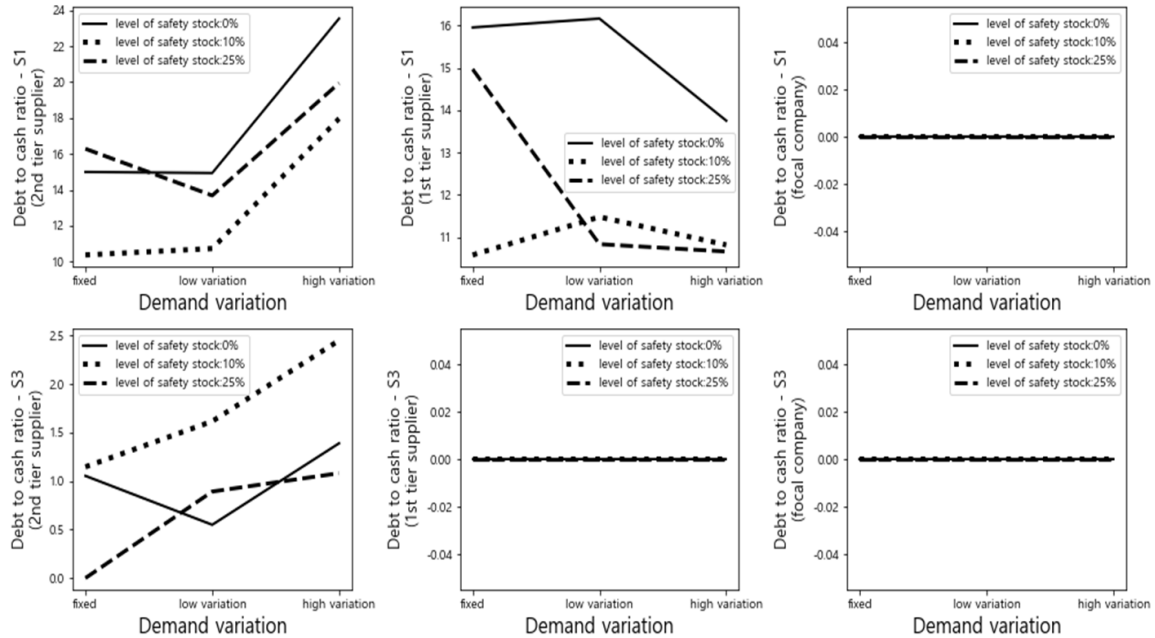 Debt to cash ratio - S1
(2nd tier supplier)
24
22
20
18
16
14
12
10
level of safety stock:0%
level of safety stock:10%
level of safety stock:25%
fixed
low variation
high variation
Demand variation
Debt to cash ratio - S1
(1st tier supplier)
16
15
14
13
12
11
level of safety stock:0%
level of safety stock:10%
level of safety stock:25%
fixed
low variation
high variation
Demand variation
Debt to cash ratio - S1
(focal company)
0.04
0.02
0.00
-0.02
-0.04
level of safety stock:0%
level of safety stock:10%
level of safety stock:25%
fixed
low variation
high variation
Demand variation
Debt to cash ratio - S3
(2nd tier supplier)
2.5
2.0
1.5
1.0
0.5
0.0
level of safety stock:0%
level of safety stock:10%
level of safety stock:25%
fixed
low variation
high variation
Demand variation
Debt to cash ratio - S3
(1st tier supplier)
0.04
0.02
0.00
-0.02
-0.04
level of safety stock:0%
level of safety stock:10%
level of safety stock:25%
fixed
low variation
high variation
Demand variation
Debt to cash ratio - S3
(focal company)
0.04
0.02
0.00
-0.02
-0.04
level of safety stock:0%
level of safety stock:10%
level of safety stock:25%
fixed
low variation
high variation
Demand variation